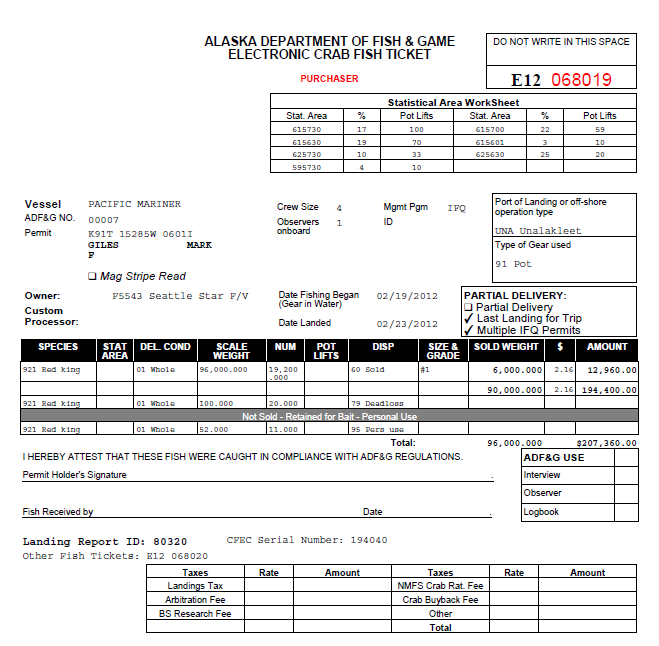 ALASKA DEPARTMENT OF FISH & GAME
ELECTRONIC CRAB FISH TICKET
PURCHASER
DO NOT WRITE IN THIS SPACE
E12 068019
Statistical Area WorkSheet
Stat. Area % Pot Lifts Stat. Area % Pot Lifts
615730 17 100 615700 22 59
615630 19 70 615601 3 10
625730 10 33 625630 25 20
595730 4 10
Vessel PACIFIC MARINER
ADF&G NO. 00007
Permit K91T 15285W 0601I
GILES MARK
F
❑ Mag Stripe Read
Crew Size 4 Mgmt Pgm IFQ
Observers onboard 1 ID
Port of Landing or off-shore
operation type
UNA Unalakleet
Type of Gear used
91 Pot
Owner: F5543 Seattle Star F/V
Custom
Processor:
Date Fishing Began 02/19/2012
(Gear in Water)
Date Landed 02/23/2012
PARTIAL DELIVERY:
❑ Partial Delivery
✓ Last Landing for Trip
✓ Multiple IFQ Permits
SPECIES STAT AREA DEL. COND SCALE WEIGHT NUM POT LIFTS DISP SIZE & GRADE SOLD WEIGHT $ AMOUNT
921 Red king 01 Whole 96,000.000 19,200.000 60 Sold #1 6,000.000 2.16 12,960.00
90,000.000 2.16 194,400.00
921 Red king 01 Whole 100.000 20.000 79 Deadloss
Not Sold - Retained for Bait - Personal Use
921 Red king 01 Whole 52.000 11.000 95 Pers use
Total: 96,000.000 $207,360.00
I HEREBY ATTEST THAT THESE FISH WERE CAUGHT IN COMPLIANCE WITH ADF&G REGULATIONS.
Permit Holder's Signature .
Fish Received by Date .
ADF&G USE
Interview
Observer
Logbook
Landing Report ID: 80320 CFEC Serial Number: 194040
Other Fish Tickets: E12 068020
Taxes Rate Amount Taxes Rate Amount
Landings Tax NMFS Crab Rat. Fee
Arbitration Fee Crab Buyback Fee
BS Research Fee Other
Total